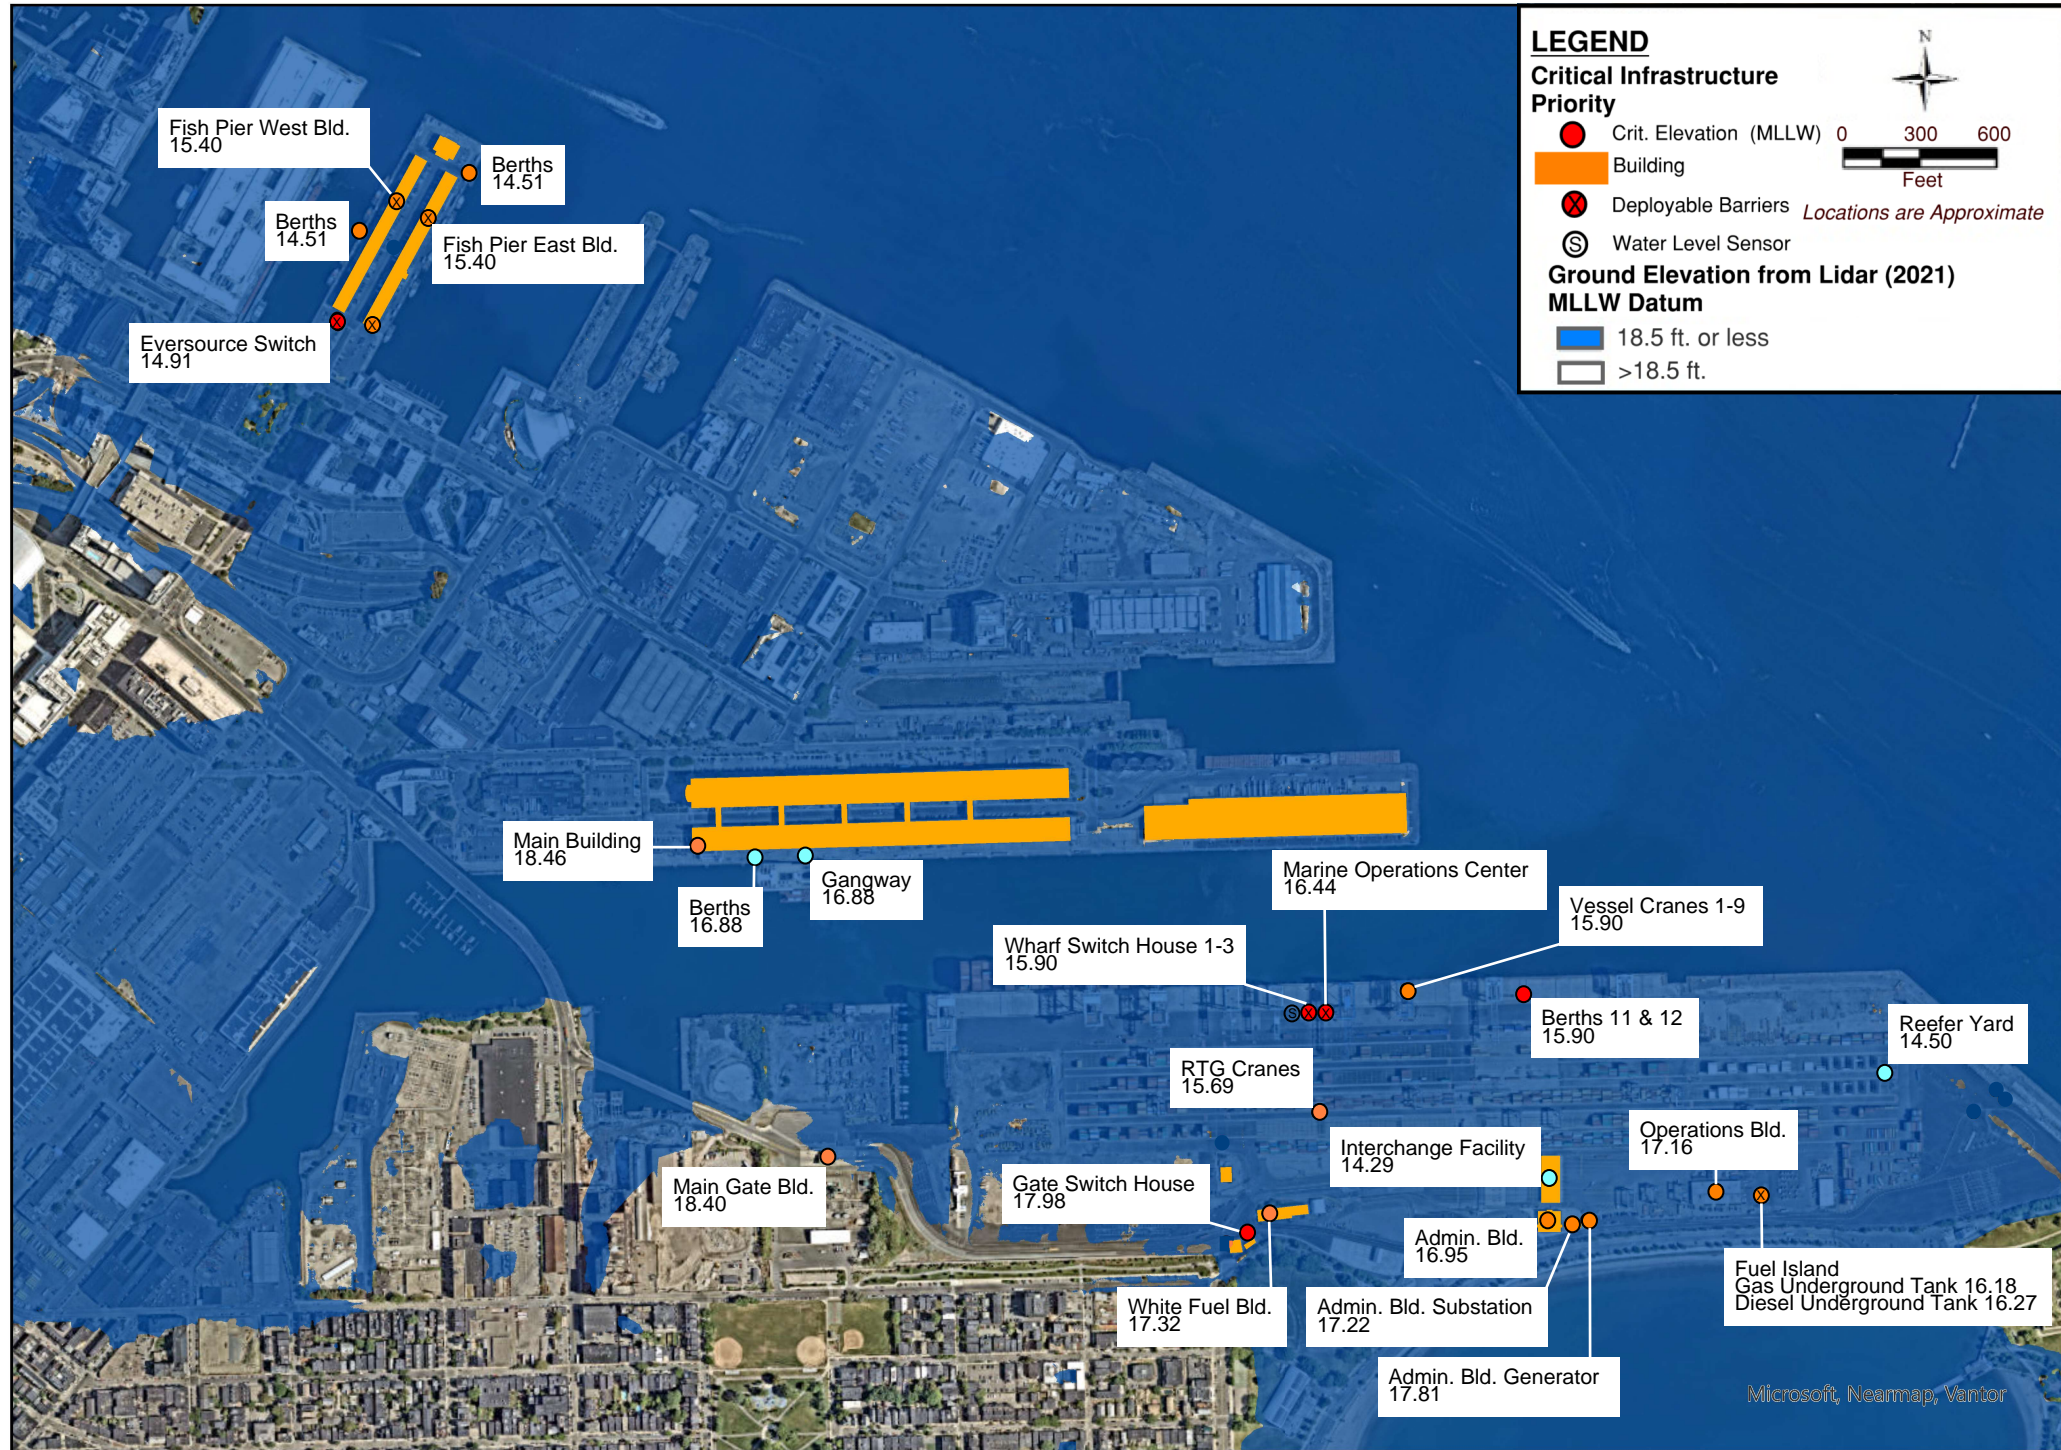 LEGEND
Critical Infrastructure
Priority
N
Crit. Elevation (MLLW)
0 300 600
Feet
Building
Deployable Barriers
Locations are Approximate
S
Water Level Sensor
Ground Elevation from Lidar (2021)
MLLW Datum
18.5 ft. or less
>18.5 ft.
Fish Pier West Bld.
15.40
Berths
14.51
Berths
14.51
Fish Pier East Bld.
15.40
Eversource Switch
14.91
Main Building
18.46
Berths
16.88
Gangway
16.88
Marine Operations Center
16.44
Vessel Cranes 1-9
15.90
Wharf Switch House 1-3
15.90
S
Berths 11 & 12
15.90
Reefer Yard
14.50
RTG Cranes
15.69
Interchange Facility
14.29
Operations Bld.
17.16
Main Gate Bld.
18.40
Gate Switch House
17.98
Admin. Bld.
16.95
White Fuel Bld.
17.32
Admin. Bld. Substation
17.22
Fuel Island
Gas Underground Tank 16.18
Diesel Underground Tank 16.27
Admin. Bld. Generator
17.81
Microsoft, Nearmap, Vantor